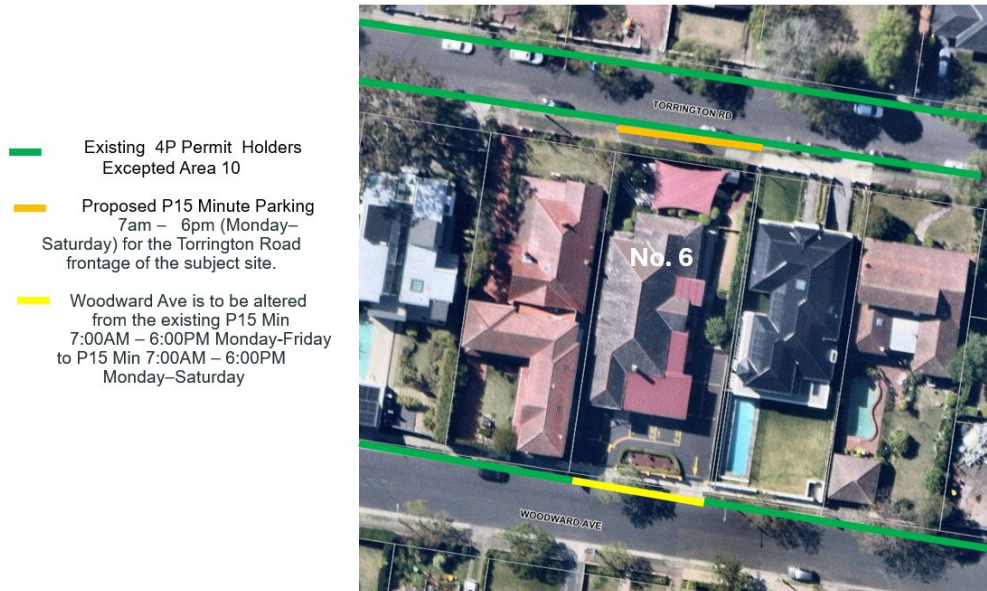 Existing 4P Permit Holders
Excepted Area 10
Proposed P15 Minute Parking
7am – 6pm (Monday–
Saturday) for the Torrington Road
frontage of the subject site.
Woodward Ave is to be altered
from the existing P15 Min
7:00AM – 6:00PM Monday-Friday
to P15 Min 7:00AM – 6:00PM
Monday–Saturday
TORRINGTON RD
No. 6
WOODWARD AVE